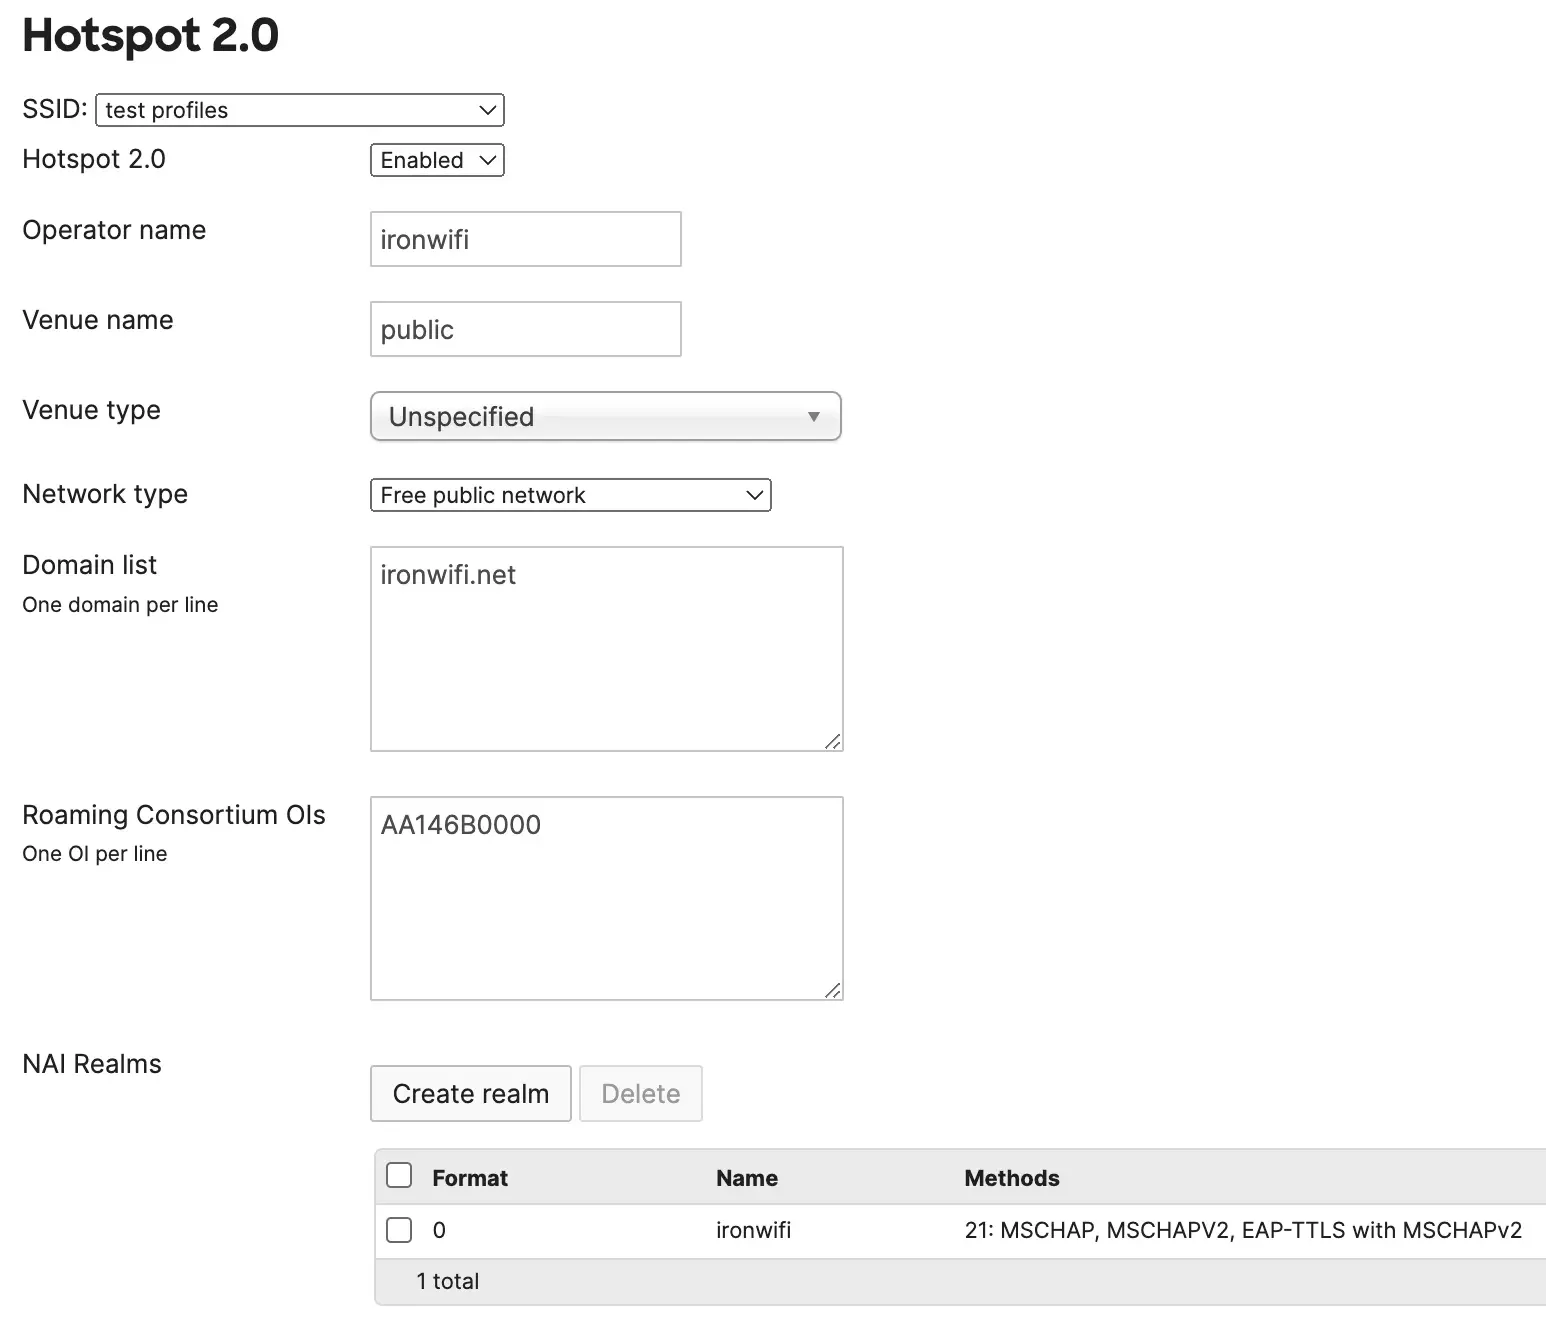 Hotspot 2.0
SSID: test profiles
Hotspot 2.0 Enabled
Operator name ironwifi
Venue name public
Venue type Unspecified
Network type Free public network
Domain list ironwifi.net
One domain per line
Roaming Consortium OIs AA146B0000
One OI per line
NAI Realms
Create realm Delete
Format Name Methods
0 ironwifi 21: MSCHAP, MSCHAPV2, EAP-TTLS with MSCHAPv2
1 total